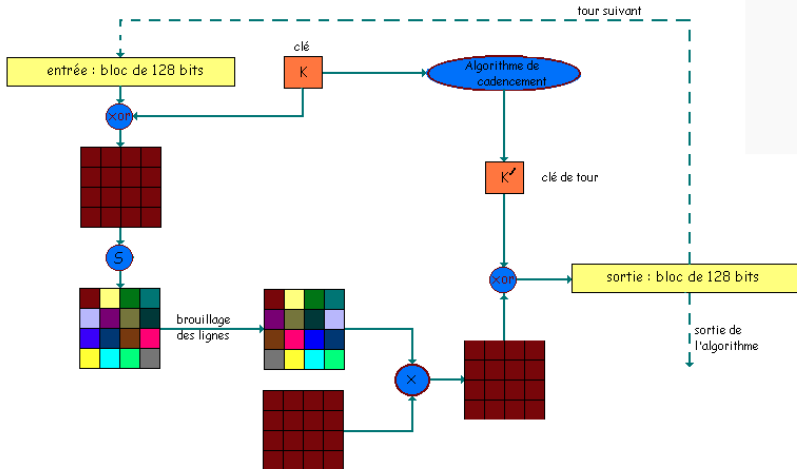 tour suivant
clé
entrée : bloc de 128 bits
K
Algorithme de
cadencement
xor
K'
clé de tour
S
xor
sortie : bloc de 128 bits
brouillage
des lignes
sortie de
l'algorithme
X